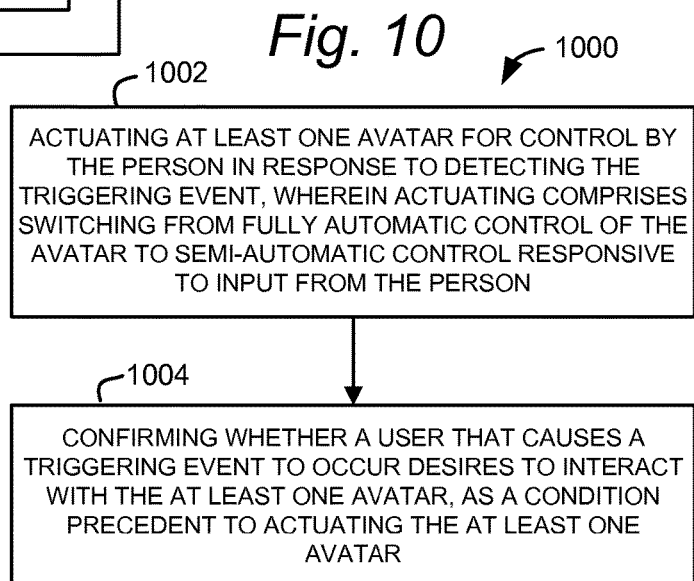 Fig. 10
1000
1002
ACTUATING AT LEAST ONE AVATAR FOR CONTROL BY
THE PERSON IN RESPONSE TO DETECTING THE
TRIGGERING EVENT, WHEREIN ACTUATING COMPRISES
SWITCHING FROM FULLY AUTOMATIC CONTROL OF THE
AVATAR TO SEMI-AUTOMATIC CONTROL RESPONSIVE
TO INPUT FROM THE PERSON
1004
CONFIRMING WHETHER A USER THAT CAUSES A
TRIGGERING EVENT TO OCCUR DESIRES TO INTERACT
WITH THE AT LEAST ONE AVATAR, AS A CONDITION
PRECEDENT TO ACTUATING THE AT LEAST ONE
AVATAR